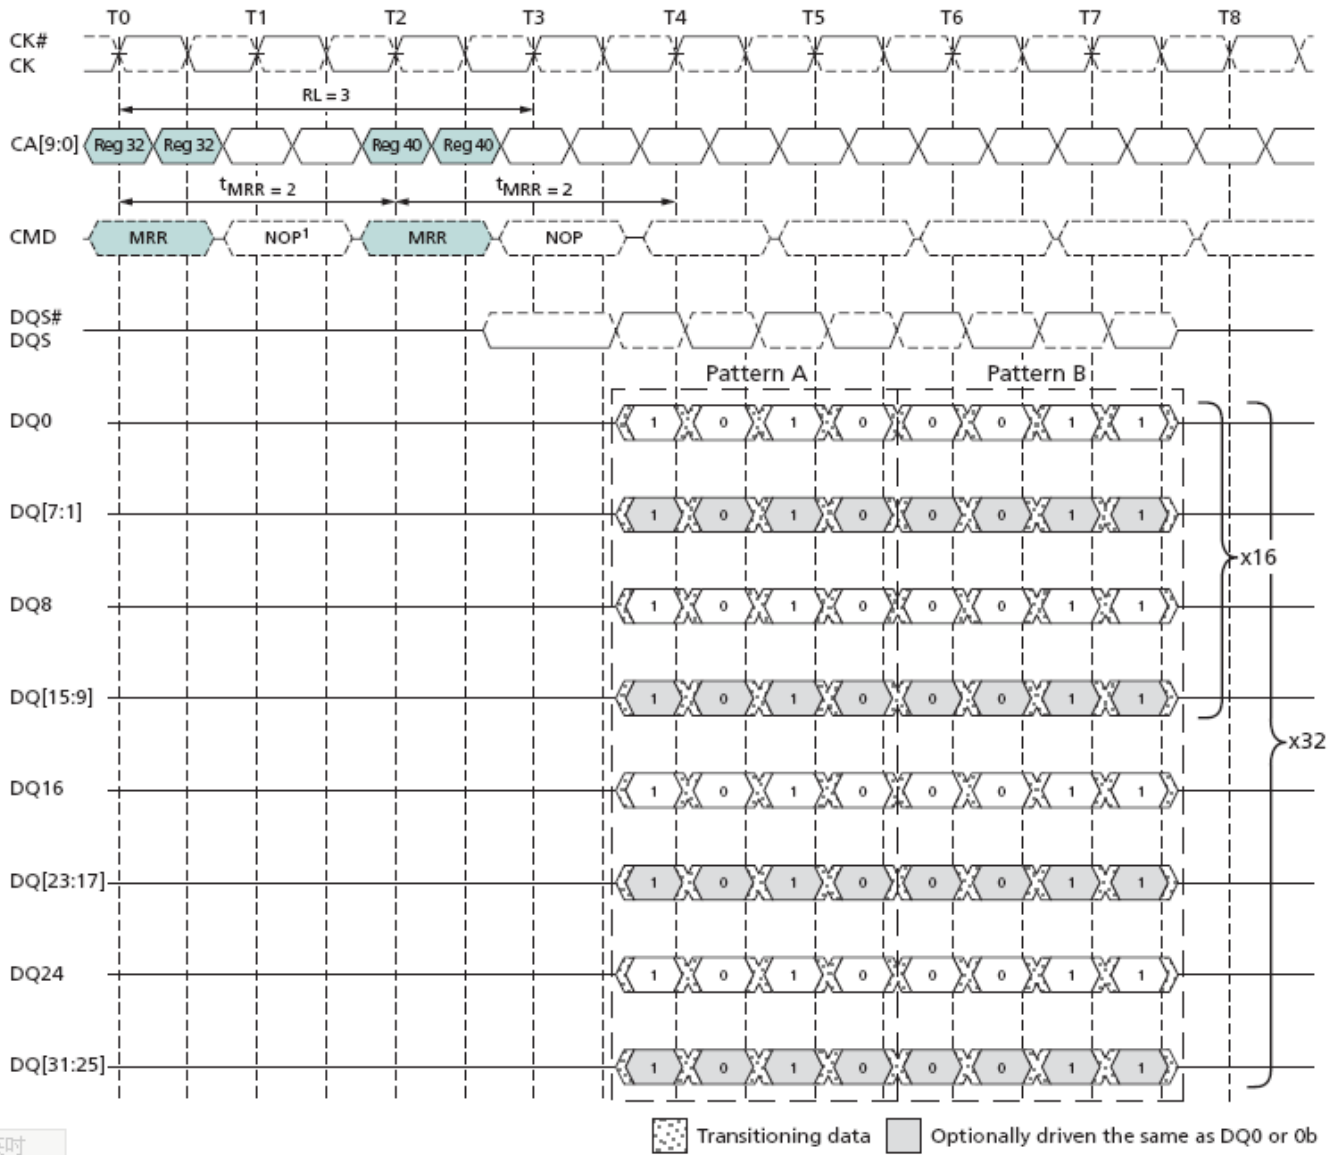 T0 T1 T2 T3 T4 T5 T6 T7 T8
CK#
CK
RL = 3
CA[9:0] Reg 32 Reg 32 Reg 40 Reg 40
tMRR = 2 tMRR = 2
CMD MRR NOP1 MRR NOP
DQS#
DQS
Pattern A Pattern B
DQ0 1 0 1 0 0 0 1 1
DQ[7:1] 1 0 1 0 0 0 1 1
x16
DQ8 1 0 1 0 0 0 1 1
DQ[15:9] 1 0 1 0 0 0 1 1
x32
DQ16 1 0 1 0 0 0 1 1
DQ[23:17] 1 0 1 0 0 0 1 1
DQ24 1 0 1 0 0 0 1 1
DQ[31:25] 1 0 1 0 0 0 1 1
Transitioning data Optionally driven the same as DQ0 or 0b